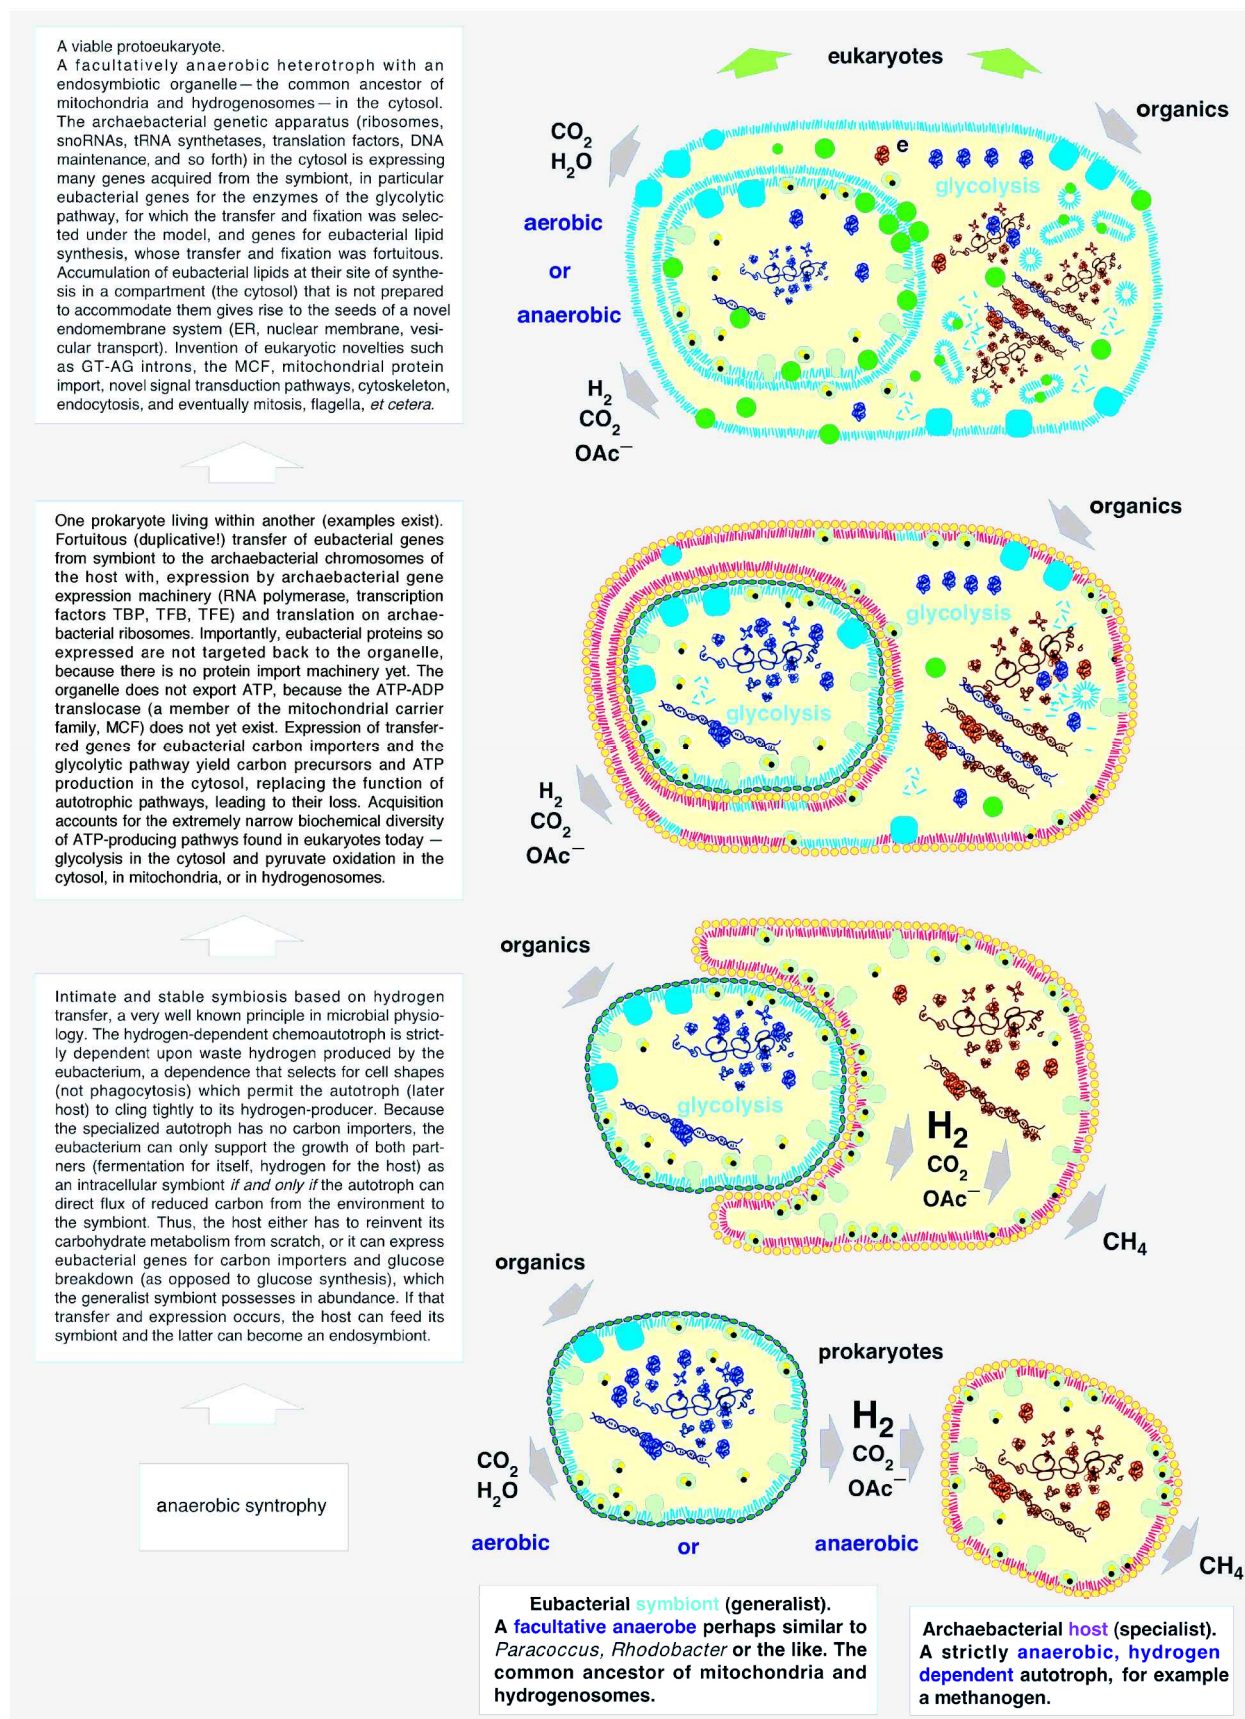 A viable protoeukaryote.
A facultatively anaerobic heterotroph with an
endosymbiotic organelle — the common ancestor of
mitochondria and hydrogenosomes — in the cytosol.
The archaebacterial genetic apparatus (ribosomes,
snoRNAs, tRNA synthetases, translation factors, DNA
maintenance, and so forth) in the cytosol is expressing
many genes acquired from the symbiont, in particular
eubacterial genes for the enzymes of the glycolytic
pathway, for which the transfer and fixation was selec-
ted under the model, and genes for eubacterial lipid
synthesis, whose transfer and fixation was fortuitous.
Accumulation of eubacterial lipids at their site of synthe-
sis in a compartment (the cytosol) that is not prepared
to accommodate them gives rise to the seeds of a novel
endomembrane system (ER, nuclear membrane, vesi-
cular transport). Invention of eukaryotic novelties such
as GT-AG introns, the MCF, mitochondrial protein
import, novel signal transduction pathways, cytoskeleton,
endocytosis, and eventually mitosis, flagella, et cetera.
eukaryotes
organics
CO2
H2O
e
glycolysis
aerobic
or
anaerobic
H2
CO2
OAc−
One prokaryote living within another (examples exist).
Fortuitous (duplicative!) transfer of eubacterial genes
from symbiont to the archaebacterial chromosomes of
the host with, expression by archaebacterial gene
expression machinery (RNA polymerase, transcription
factors TBP, TFB, TFE) and translation on archae-
bacterial ribosomes. Importantly, eubacterial proteins so
expressed are not targeted back to the organelle,
because there is no protein import machinery yet. The
organelle does not export ATP, because the ATP-ADP
translocase (a member of the mitochondrial carrier
family, MCF) does not yet exist. Expression of transfer-
red genes for eubacterial carbon importers and the
glycolytic pathway yield carbon precursors and ATP
production in the cytosol, replacing the function of
autotrophic pathways, leading to their loss. Acquisition
accounts for the extremely narrow biochemical diversity
of ATP-producing pathwys found in eukaryotes today —
glycolysis in the cytosol and pyruvate oxidation in the
cytosol, in mitochondria, or in hydrogenosomes.
organics
glycolysis
glycolysis
H2
CO2
OAc−
Intimate and stable symbiosis based on hydrogen
transfer, a very well known principle in microbial physio-
logy. The hydrogen-dependent chemoautotroph is strict-
ly dependent upon waste hydrogen produced by the
eubacterium, a dependence that selects for cell shapes
(not phagocytosis) which permit the autotroph (later
host) to cling tightly to its hydrogen-producer. Because
the specialized autotroph has no carbon importers, the
eubacterium can only support the growth of both part-
ners (fermentation for itself, hydrogen for the host) as
an intracellular symbiont if and only if the autotroph can
direct flux of reduced carbon from the environment to
the symbiont. Thus, the host either has to reinvent its
carbohydrate metabolism from scratch, or it can express
eubacterial genes for carbon importers and glucose
breakdown (as opposed to glucose synthesis), which
the generalist symbiont possesses in abundance. If that
transfer and expression occurs, the host can feed its
symbiont and the latter can become an endosymbiont.
organics
glycolysis
H2
CO2
OAc−
CH4
anaerobic syntrophy
organics
prokaryotes
H2
CO2
OAc−
CO2
H2O
aerobic
or
anaerobic
CH4
Eubacterial symbiont (generalist).
A facultative anaerobe perhaps similar to
Paracoccus, Rhodobacter or the like. The
common ancestor of mitochondria and
hydrogenosomes.
Archaebacterial host (specialist).
A strictly anaerobic, hydrogen
dependent autotroph, for example
a methanogen.